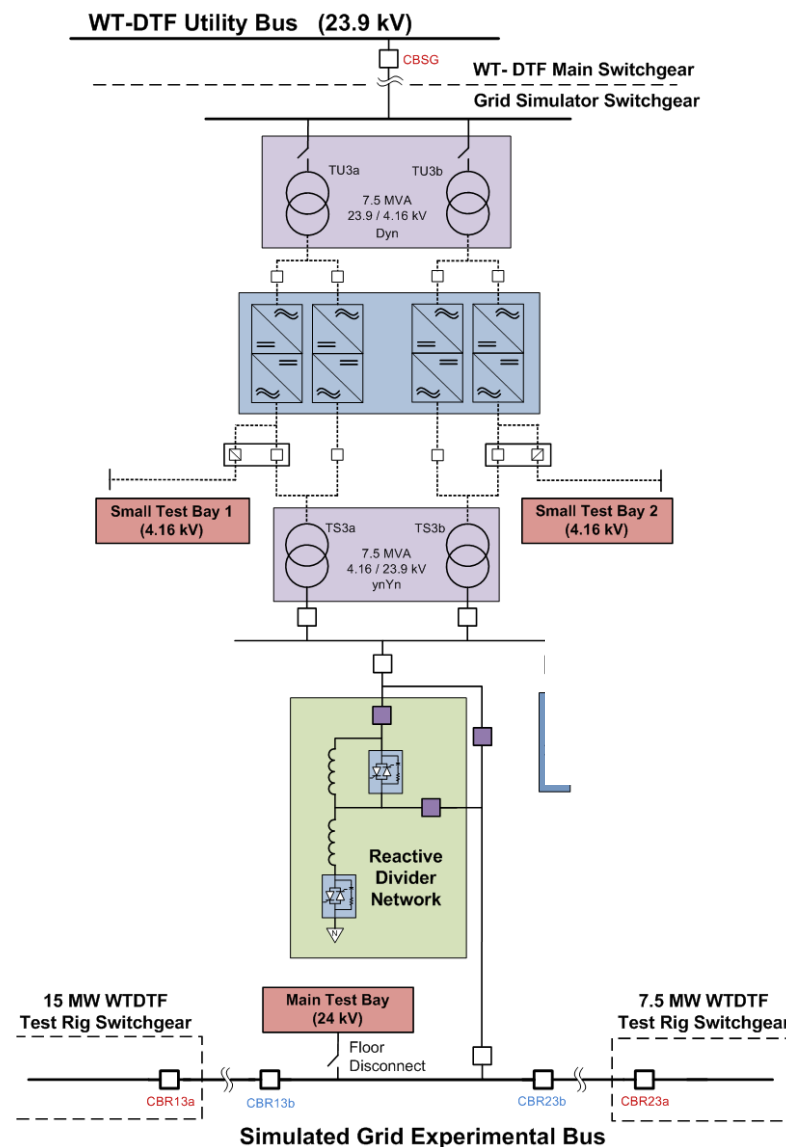 WT-DTF Utility Bus (23.9 kV)
CBSG
WT- DTF Main Switchgear
Grid Simulator Switchgear
TU3a
TU3b
7.5 MVA
23.9 / 4.16 kV
Dyn
Small Test Bay 1
(4.16 kV)
Small Test Bay 2
(4.16 kV)
TS3a
TS3b
7.5 MVA
4.16 / 23.9 kV
ynYn
Reactive
Divider
Network
N
15 MW WTDTF
Test Rig Switchgear
Main Test Bay
(24 kV)
7.5 MW WTDTF
Test Rig Switchgear
Floor
Disconnect
CBR13a
CBR13b
CBR23b
CBR23a
Simulated Grid Experimental Bus